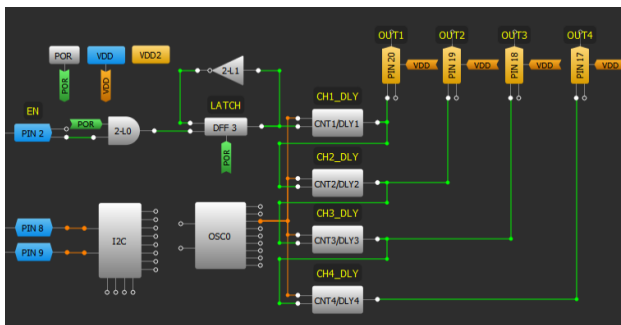 OUT1 OUT2 OUT3 OUT4
POR VDD VDD2
PIN 20 VDD PIN 19 VDD PIN 18 VDD PIN 17 VDD
2-L1
POR VDD
CH1_DLY
EN LATCH
POR
PIN 2 2-L0 DFF 3 CNT1/DLY1
POR
CH2_DLY
CNT2/DLY2
CH3_DLY
PIN 8
I2C OSC0 CNT3/DLY3
PIN 9
CH4_DLY
CNT4/DLY4